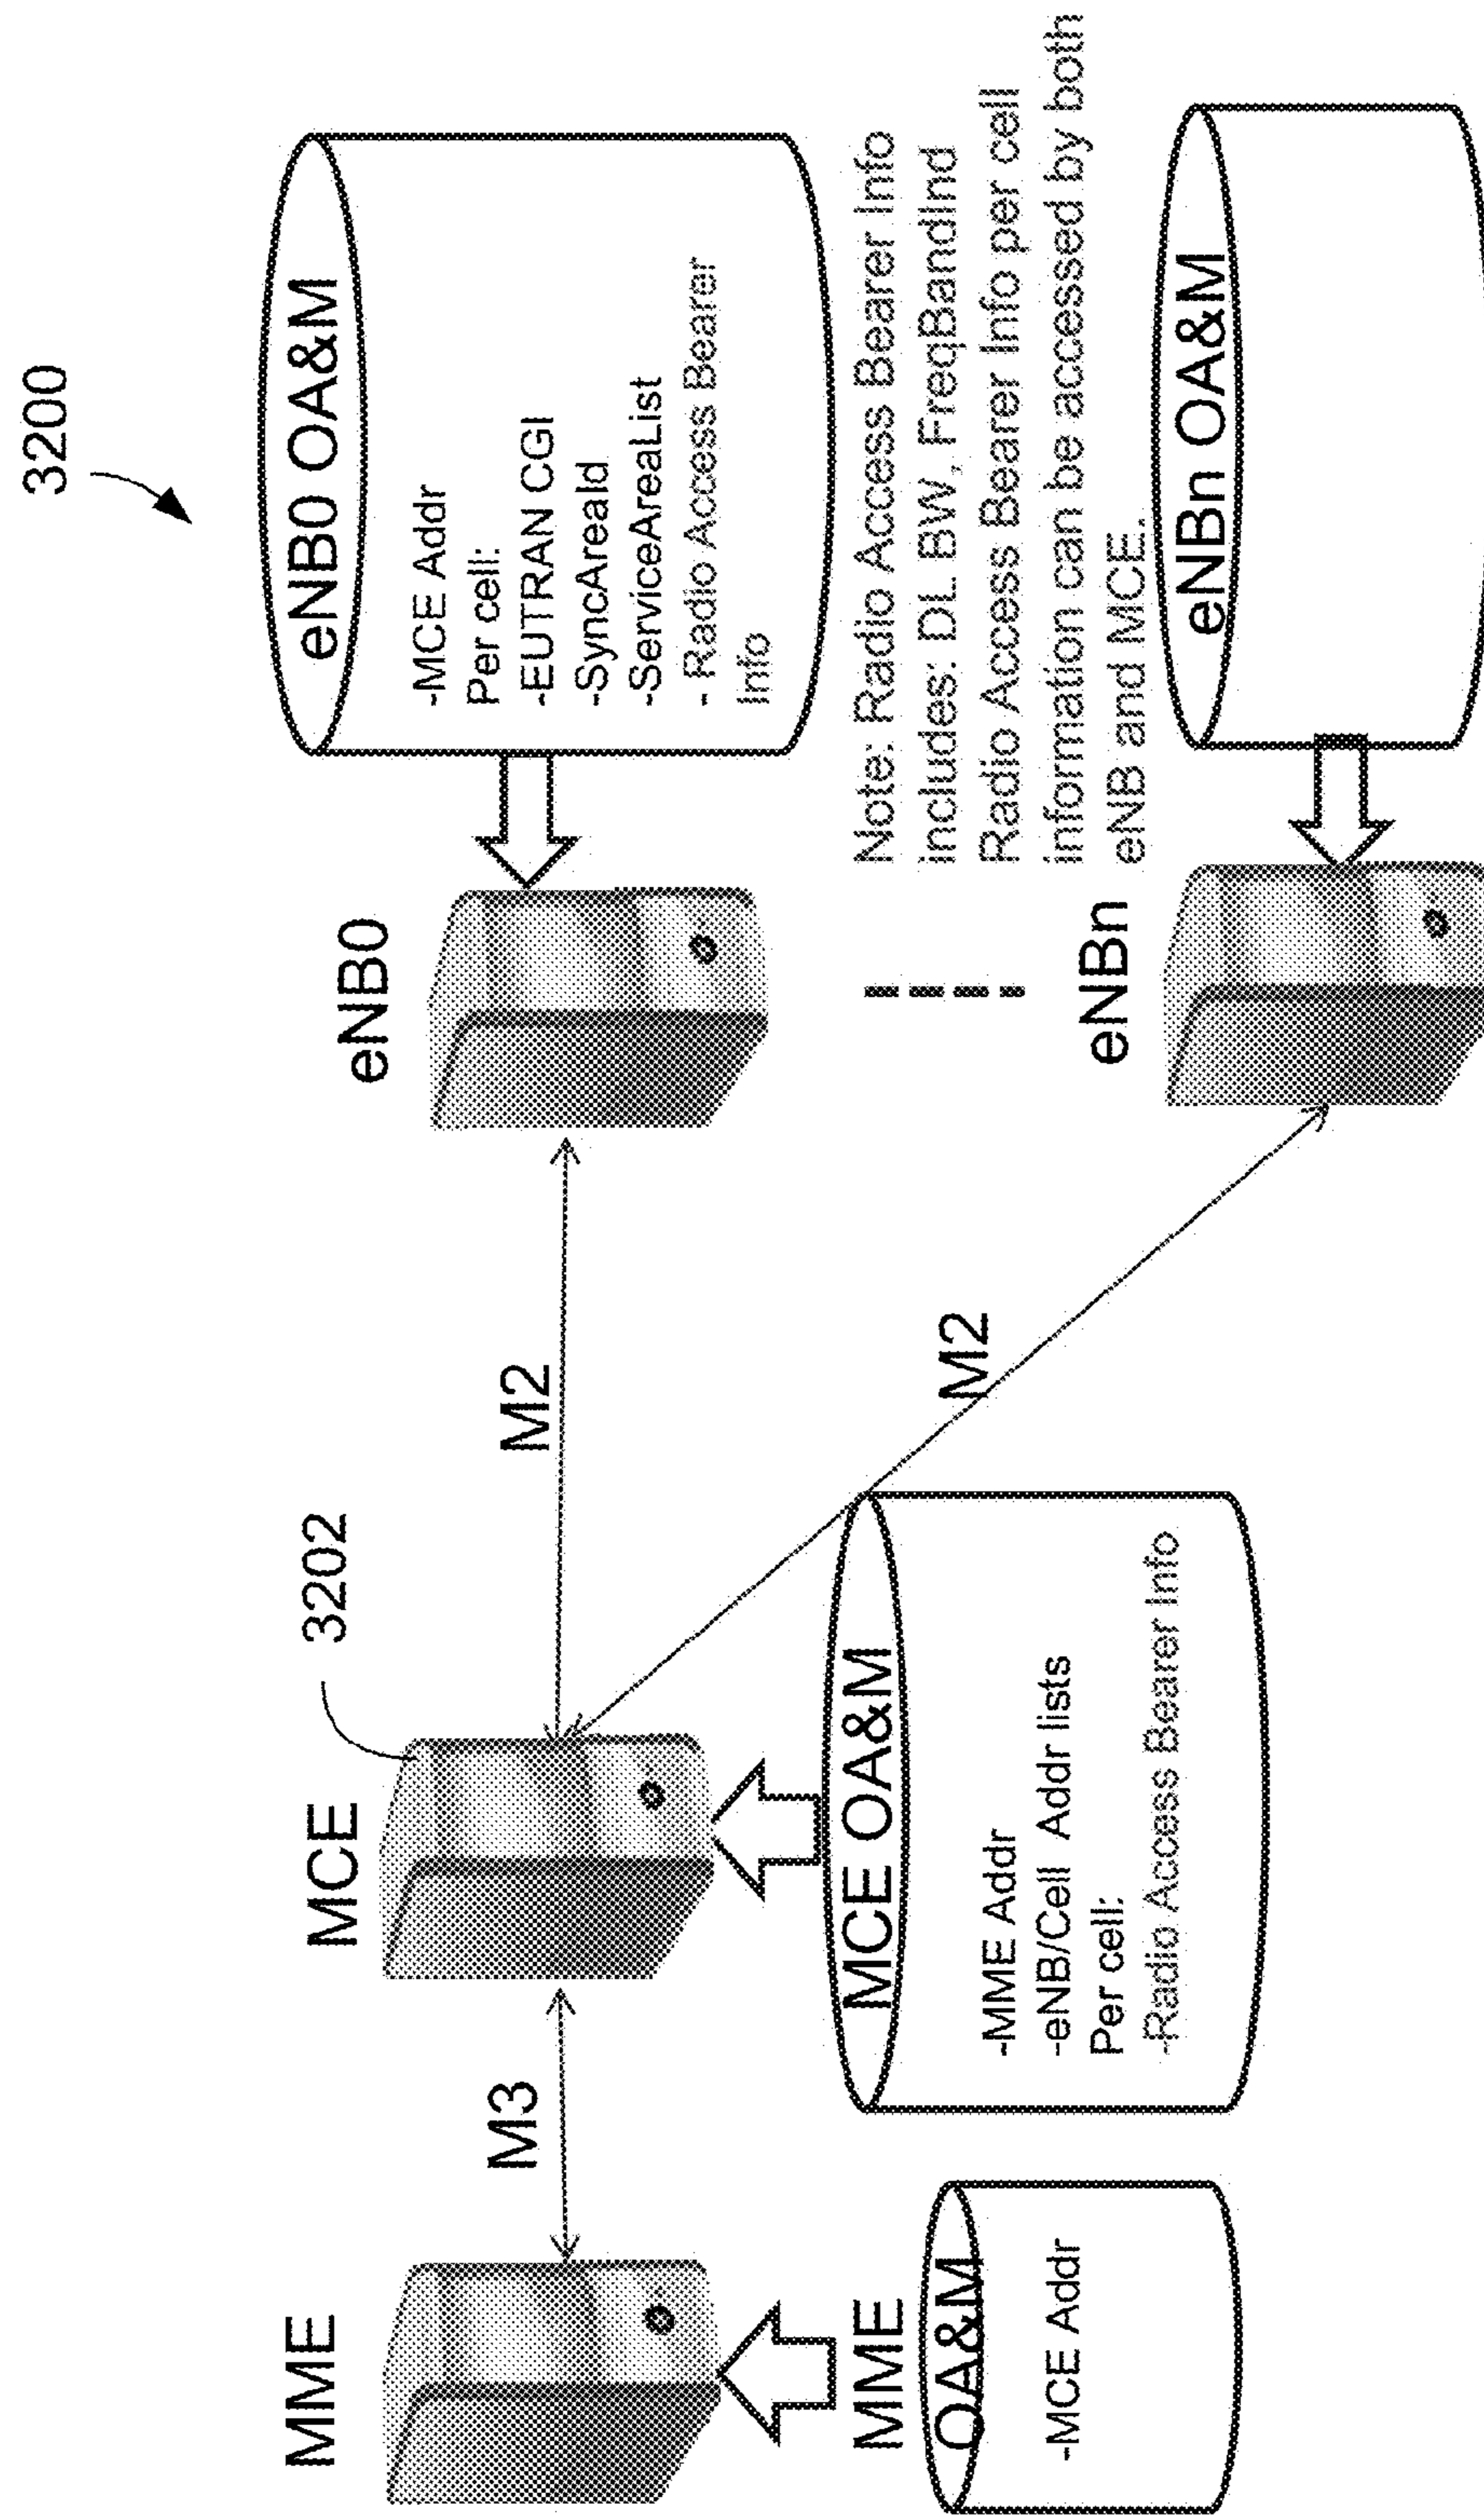 3200
MME
M3
MCE
3202
M2
M2
eNB0
eNB0 OA&M
-MCE Addr
Per cell:
-EUTRAN CGI
-SyncAreaId
-ServiceAreaList
- Radio Access Bearer
Info
Note: Radio Access Bearer Info
includes: DL BW, FreqBandInd
Radio Access Bearer Info per cell
information can be accessed by both
eNB and MCE.
MME
OA&M
-MCE Addr
MCE OA&M
-MME Addr
-eNB/Cell Addr lists
Per cell:
-Radio Access Bearer Info
eNBn
eNBn OA&M